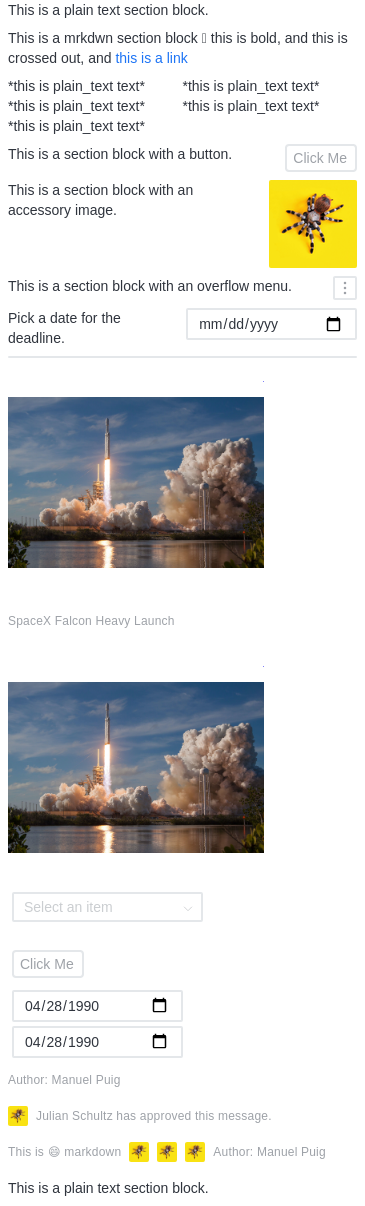 This is a plain text section block.
This is a mrkdwn section block  this is bold, and this is
crossed out, and this is a link
*this is plain_text text* *this is plain_text text*
*this is plain_text text* *this is plain_text text*
*this is plain_text text*
This is a section block with a button. Click Me
This is a section block with an
accessory image.
This is a section block with an overflow menu.
Pick a date for the
deadline.
mm/dd/yyyy
SpaceX Falcon Heavy Launch
Select an item
Click Me
04/28/1990
04/28/1990
Author: Manuel Puig
Julian Schultz has approved this message.
This is 😄 markdown Author: Manuel Puig
This is a plain text section block.